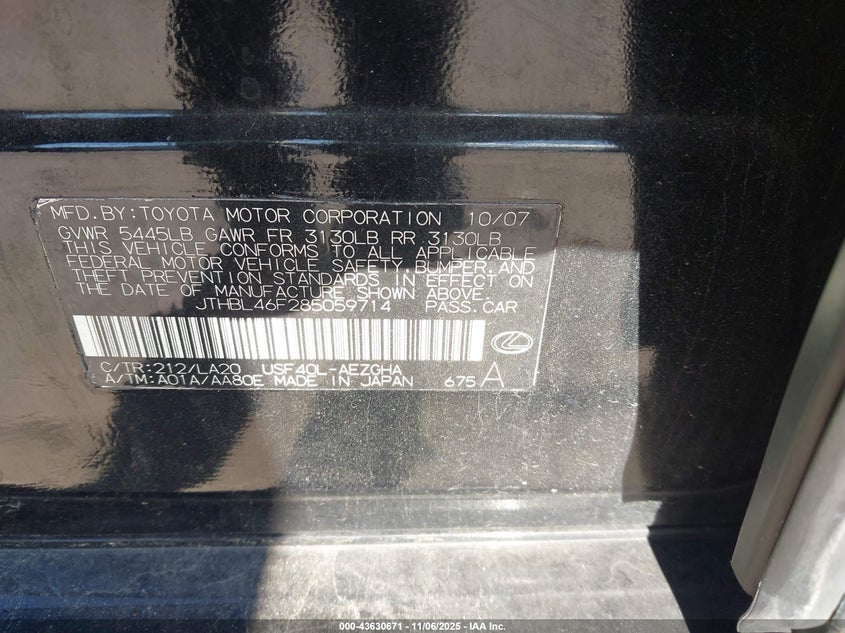 MFD.BY:TOYOTA MOTOR CORPORATION 10/07
GVWR 5445LB GAWR FR 3130LB RR 3130LB
THIS VEHICLE CONFORMS TO ALL APPLICABLE
FEDERAL MOTOR VEHICLE SAFETY,BUMPER,AND
THEFT PREVENTION STANDARDS IN EFFECT ON
THE DATE OF MANUFACTURE SHOWN ABOVE.
JTHBL46F285059714 PASS.CAR
C/TR:212/LA20 USF40L-AEZGHA
A/TM:A01A/AA80E MADE IN JAPAN 675 A
000-43630671 - 11/06/2025 - IAA Inc.